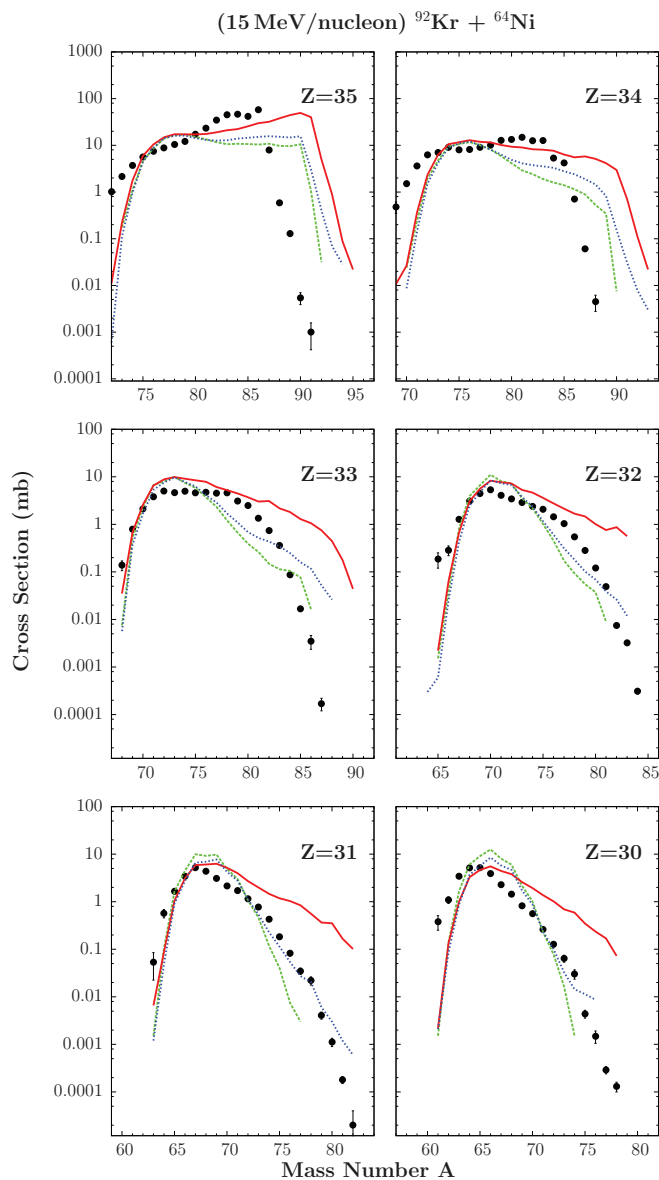 (15 MeV/nucleon) ⁹²Kr + ⁶⁴Ni
Z=35
Z=34
1000
100
10
1
0.1
0.01
0.001
0.0001
75 80 85 90 95
70 75 80 85 90
Z=33
Z=32
100
10
1
0.1
0.01
0.001
0.0001
70 75 80 85 90
65 70 75 80 85
Z=31
Z=30
100
10
1
0.1
0.01
0.001
0.0001
60 65 70 75 80
60 65 70 75 80
Cross Section (mb)
Mass Number A